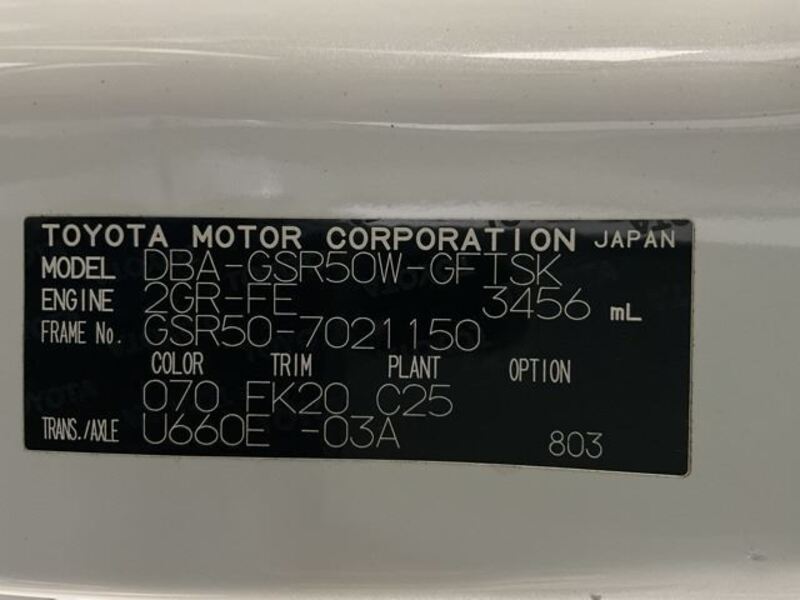 TOYOTA MOTOR CORPORATION JAPAN
MODEL DBA-GSR50W-GFTSK
ENGINE 2GR-FE 3456 mL
FRAME No. GSR50-7021150
COLOR TRIM PLANT OPTION
070 FK20 C25
TRANS./AXLE U660E -03A 803